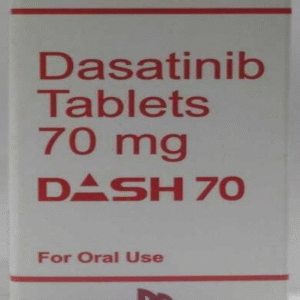 Dasatinib
Tablets
70 mg
DASH 70
For Oral Use